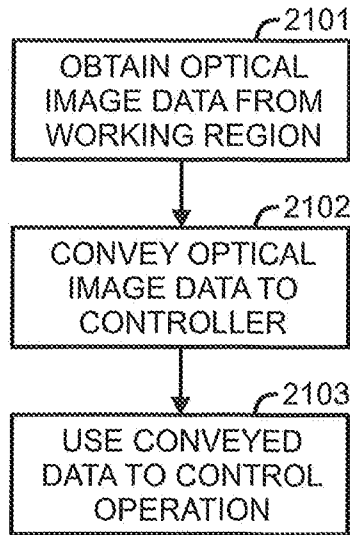 2101
OBTAIN OPTICAL
IMAGE DATA FROM
WORKING REGION
2102
CONVEY OPTICAL
IMAGE DATA TO
CONTROLLER
2103
USE CONVEYED
DATA TO CONTROL
OPERATION